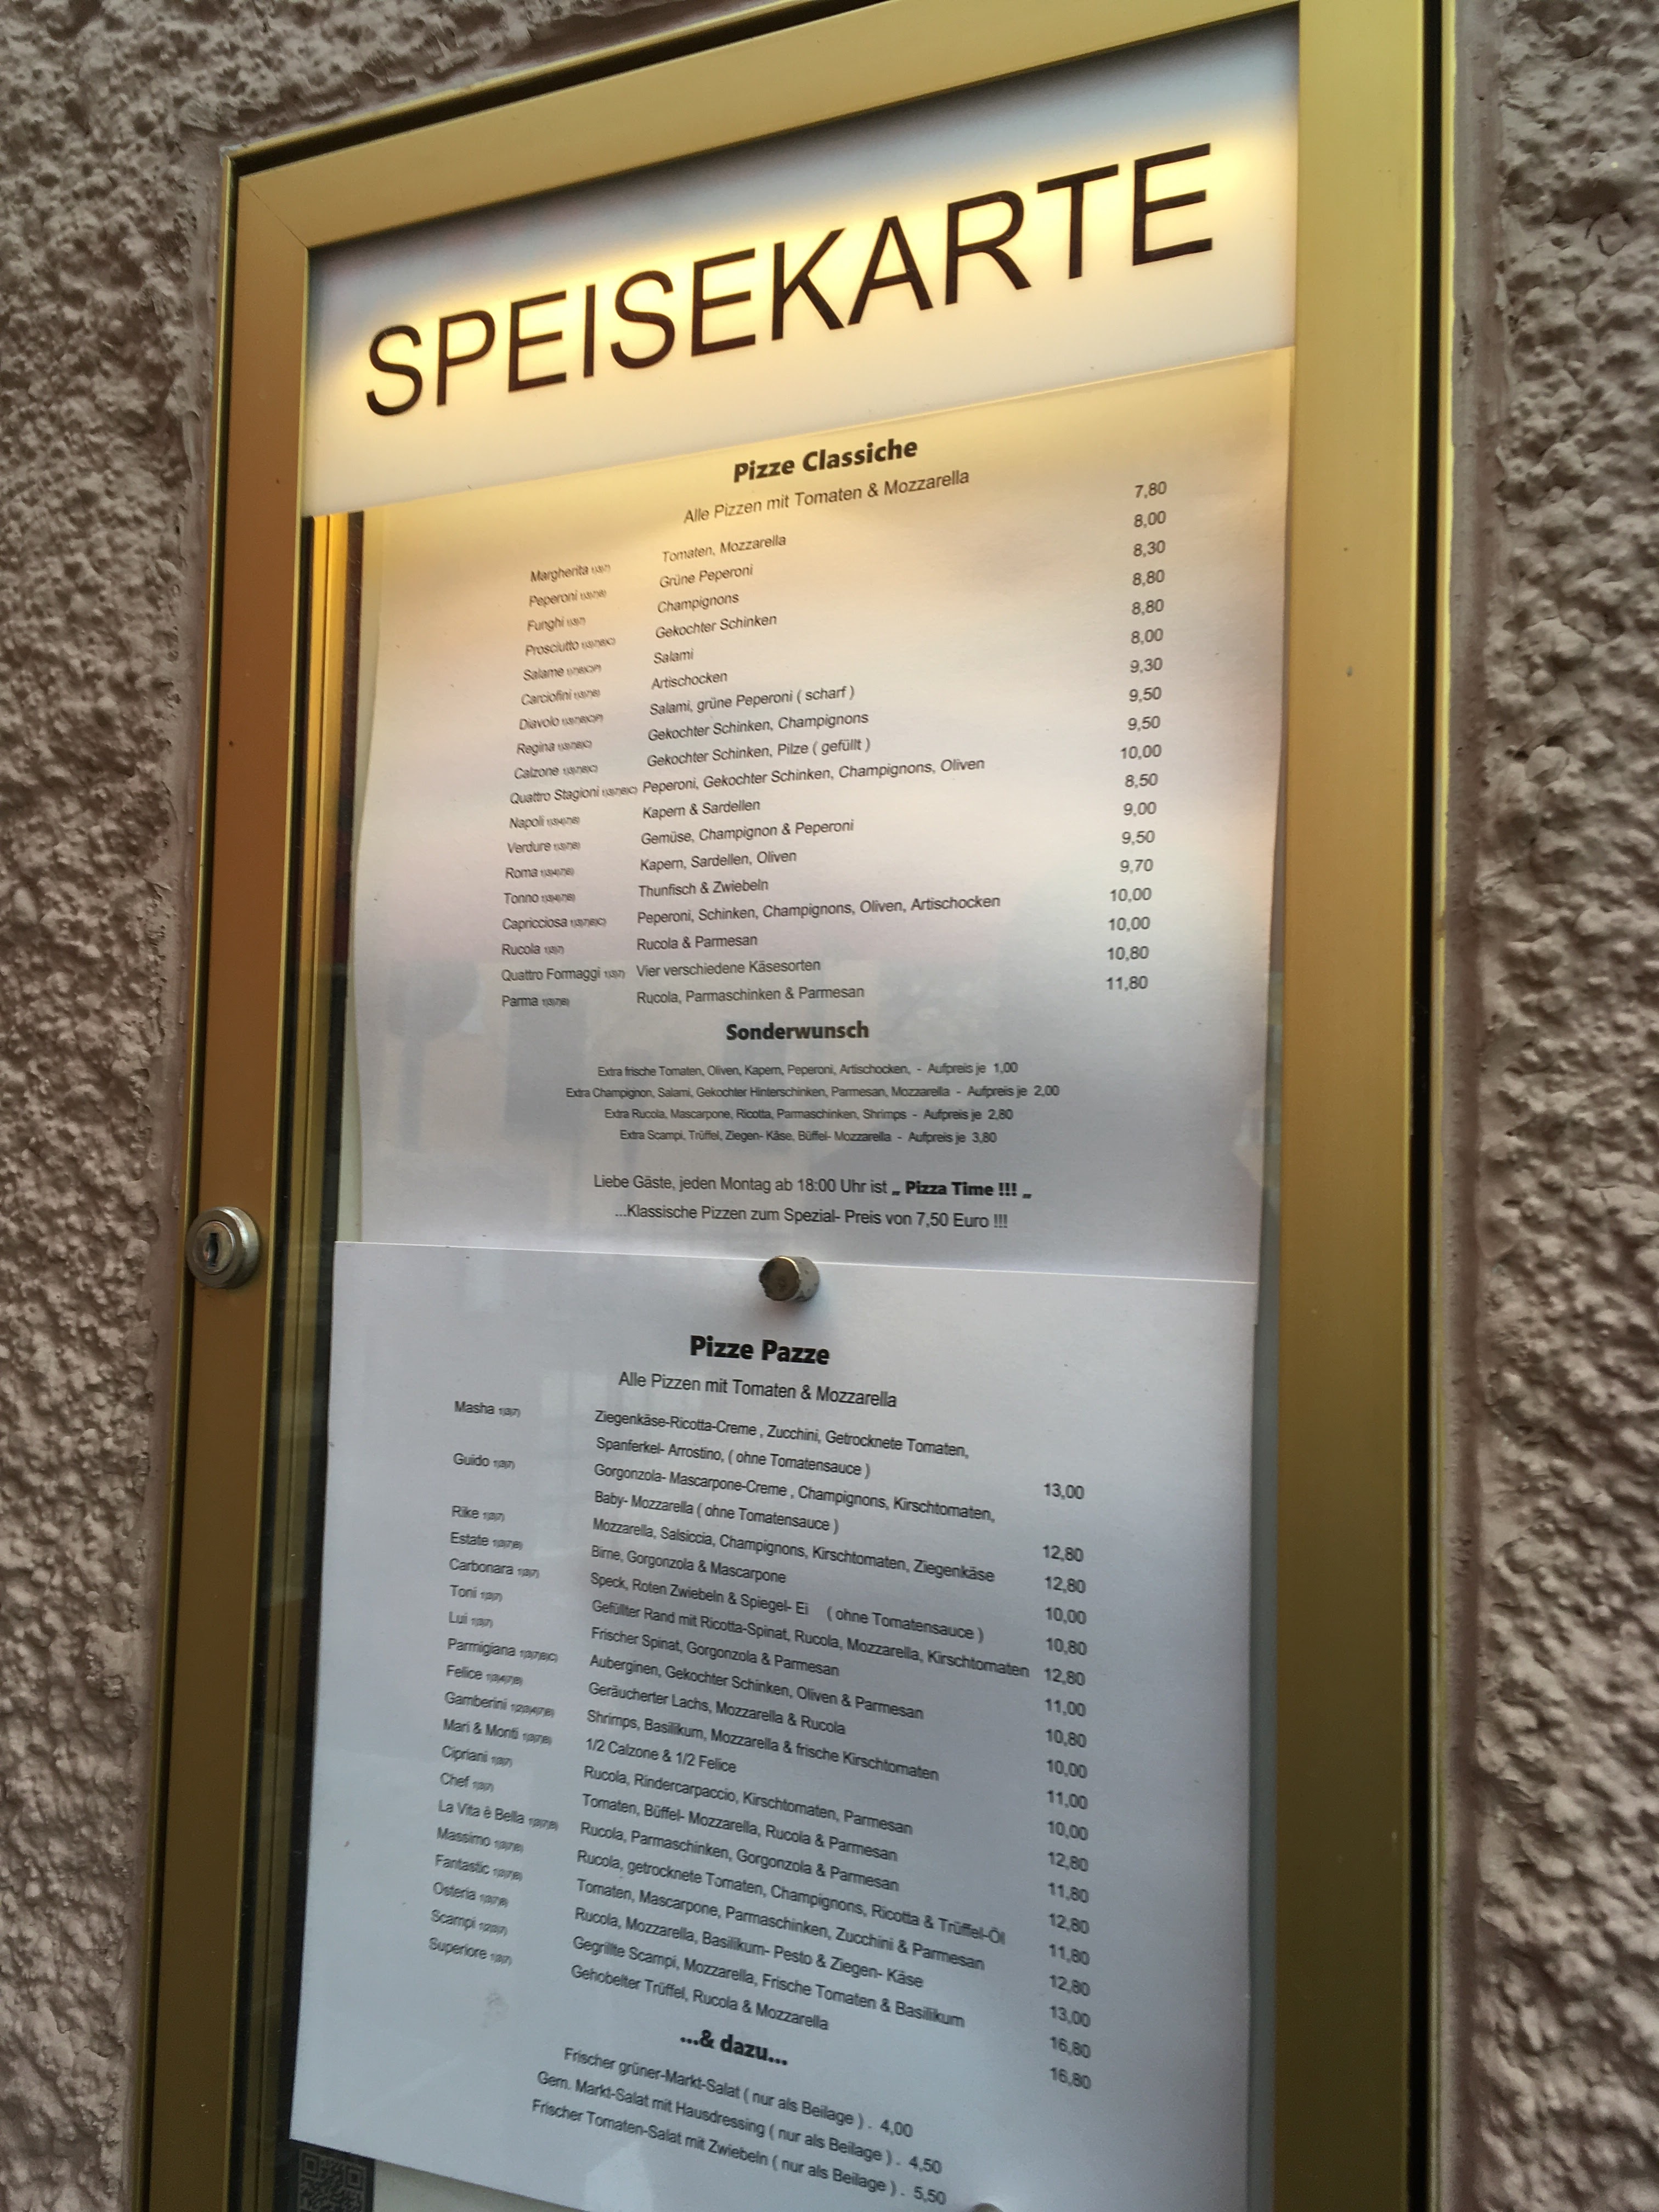 SPEISEKARTE
Pizze Classiche
Alle Pizzen mit Tomaten & Mozzarella
Margherita Tomaten, Mozzarella 7,80
Peperoni Grüne Peperoni 8,00
Funghi Champignons 8,30
Prosciutto Gekochter Schinken 8,80
Salame Salami 8,80
Carciofini Artischocken 8,00
Diavolo Salami, grüne Peperoni ( scharf ) 9,30
Regina Gekochter Schinken, Champignons 9,50
Calzone Gekochter Schinken, Pilze ( gefüllt ) 9,50
Quattro Stagioni Peperoni, Gekochter Schinken, Champignons, Oliven 10,00
Napoli Kapern & Sardellen 8,50
Verdure Gemüse, Champignon & Peperoni 9,00
Roma Kapern, Sardellen, Oliven 9,50
Tonno Thunfisch & Zwiebeln 9,70
Capricciosa Peperoni, Schinken, Champignons, Oliven, Artischocken 10,00
Rucola Rucola & Parmesan 10,00
Quattro Formaggi Vier verschiedene Käsesorten 10,80
Parma Rucola, Parmaschinken & Parmesan 11,80
Sonderwunsch
Extra frische Tomaten, Oliven, Kapern, Peperoni, Artischocken, - Aufpreis je 1,00
Extra Champignon, Salami, Gekochter Hinterschinken, Parmesan, Mozzarella - Aufpreis je 2,00
Extra Rucola, Mascarpone, Ricotta, Parmaschinken, Shrimps - Aufpreis je 2,80
Extra Scampi, Trüffel, Ziegen- Käse, Büffel- Mozzarella - Aufpreis je 3,80
Liebe Gäste, jeden Montag ab 18:00 Uhr ist „ Pizza Time !!! „
...Klassische Pizzen zum Spezial- Preis von 7,50 Euro !!!
Pizze Pazze
Alle Pizzen mit Tomaten & Mozzarella
Masha Ziegenkäse-Ricotta-Creme , Zucchini, Getrocknete Tomaten,
Spanferkel- Arrostino, ( ohne Tomatensauce ) 13,00
Guido Gorgonzola- Mascarpone-Creme , Champignons, Kirschtomaten,
Baby- Mozzarella ( ohne Tomatensauce ) 12,80
Rike Mozzarella, Salsiccia, Champignons, Kirschtomaten, Ziegenkäse 12,80
Estate Birne, Gorgonzola & Mascarpone 10,00
Carbonara Speck, Roten Zwiebeln & Spiegel- Ei ( ohne Tomatensauce ) 10,80
Toni Gefüllter Rand mit Ricotta-Spinat, Rucola, Mozzarella, Kirschtomaten 12,80
Lui Frischer Spinat, Gorgonzola & Parmesan 11,00
Parmigiana Auberginen, Gekochter Schinken, Oliven & Parmesan 10,80
Felice Geräucherter Lachs, Mozzarella & Rucola 10,00
Gamberini Shrimps, Basilikum, Mozzarella & frische Kirschtomaten 11,00
Mari & Monti 1/2 Calzone & 1/2 Felice 10,00
Cipriani Rucola, Rindercarpaccio, Kirschtomaten, Parmesan 12,80
Chef Tomaten, Büffel- Mozzarella, Rucola & Parmesan 11,80
La Vita è Bella Rucola, Parmaschinken, Gorgonzola & Parmesan 12,80
Massimo Rucola, getrocknete Tomaten, Champignons, Ricotta & Trüffel-Öl 11,80
Fantastic Tomaten, Mascarpone, Parmaschinken, Zucchini & Parmesan 12,80
Osteria Rucola, Mozzarella, Basilikum- Pesto & Ziegen- Käse 13,00
Scampi Gegrillte Scampi, Mozzarella, Frische Tomaten & Basilikum 16,80
Superiore Gehobelter Trüffel, Rucola & Mozzarella 16,80
...& dazu...
Frischer grüner-Markt-Salat ( nur als Beilage ) . 4,00
Gem. Markt-Salat mit Hausdressing ( nur als Beilage ) . 4,50
Frischer Tomaten-Salat mit Zwiebeln ( nur als Beilage ) . 5,50